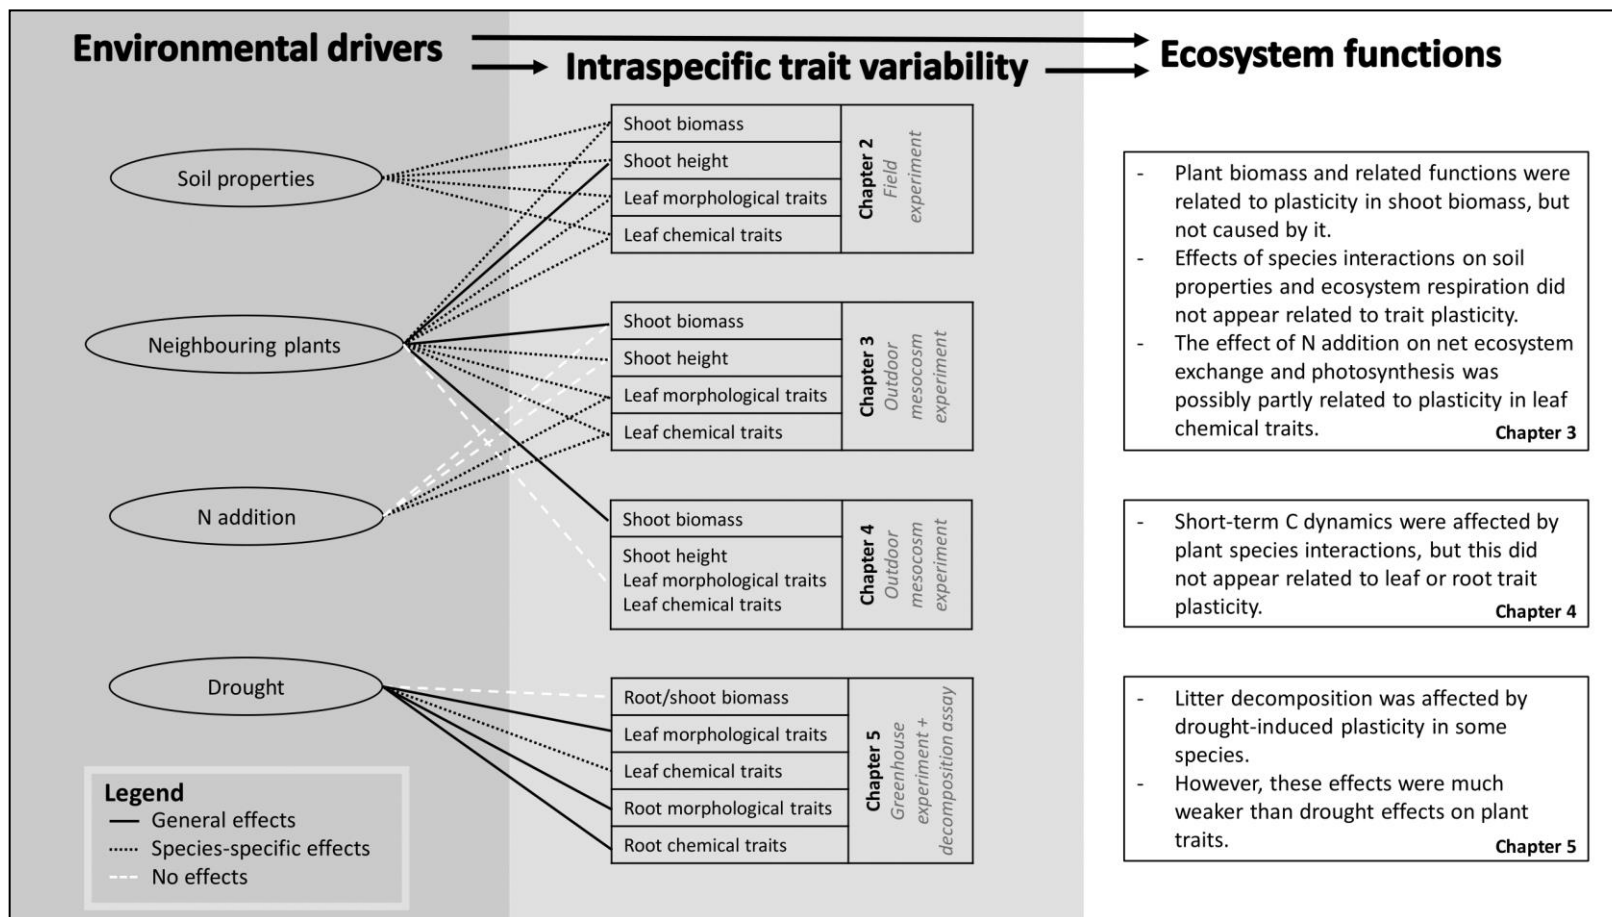 Environmental drivers
Intraspecific trait variability
Ecosystem functions
Soil properties
Neighbouring plants
N addition
Drought
Legend
General effects
Species-specific effects
No effects
Shoot biomass
Shoot height
Leaf morphological traits
Leaf chemical traits
Chapter 2
Field
experiment
Shoot biomass
Shoot height
Leaf morphological traits
Leaf chemical traits
Chapter 3
Outdoor
mesocosm
experiment
Shoot biomass
Shoot height
Leaf morphological traits
Leaf chemical traits
Chapter 4
Outdoor
mesocosm
experiment
Root/shoot biomass
Leaf morphological traits
Leaf chemical traits
Root morphological traits
Root chemical traits
Chapter 5
Greenhouse
experiment +
decomposition assay
- Plant biomass and related functions were
related to plasticity in shoot biomass, but
not caused by it.
- Effects of species interactions on soil
properties and ecosystem respiration did
not appear related to trait plasticity.
- The effect of N addition on net ecosystem
exchange and photosynthesis was
possibly partly related to plasticity in leaf
chemical traits.
Chapter 3
- Short-term C dynamics were affected by
plant species interactions, but this did
not appear related to leaf or root trait
plasticity.
Chapter 4
- Litter decomposition was affected by
drought-induced plasticity in some
species.
- However, these effects were much
weaker than drought effects on plant
traits.
Chapter 5